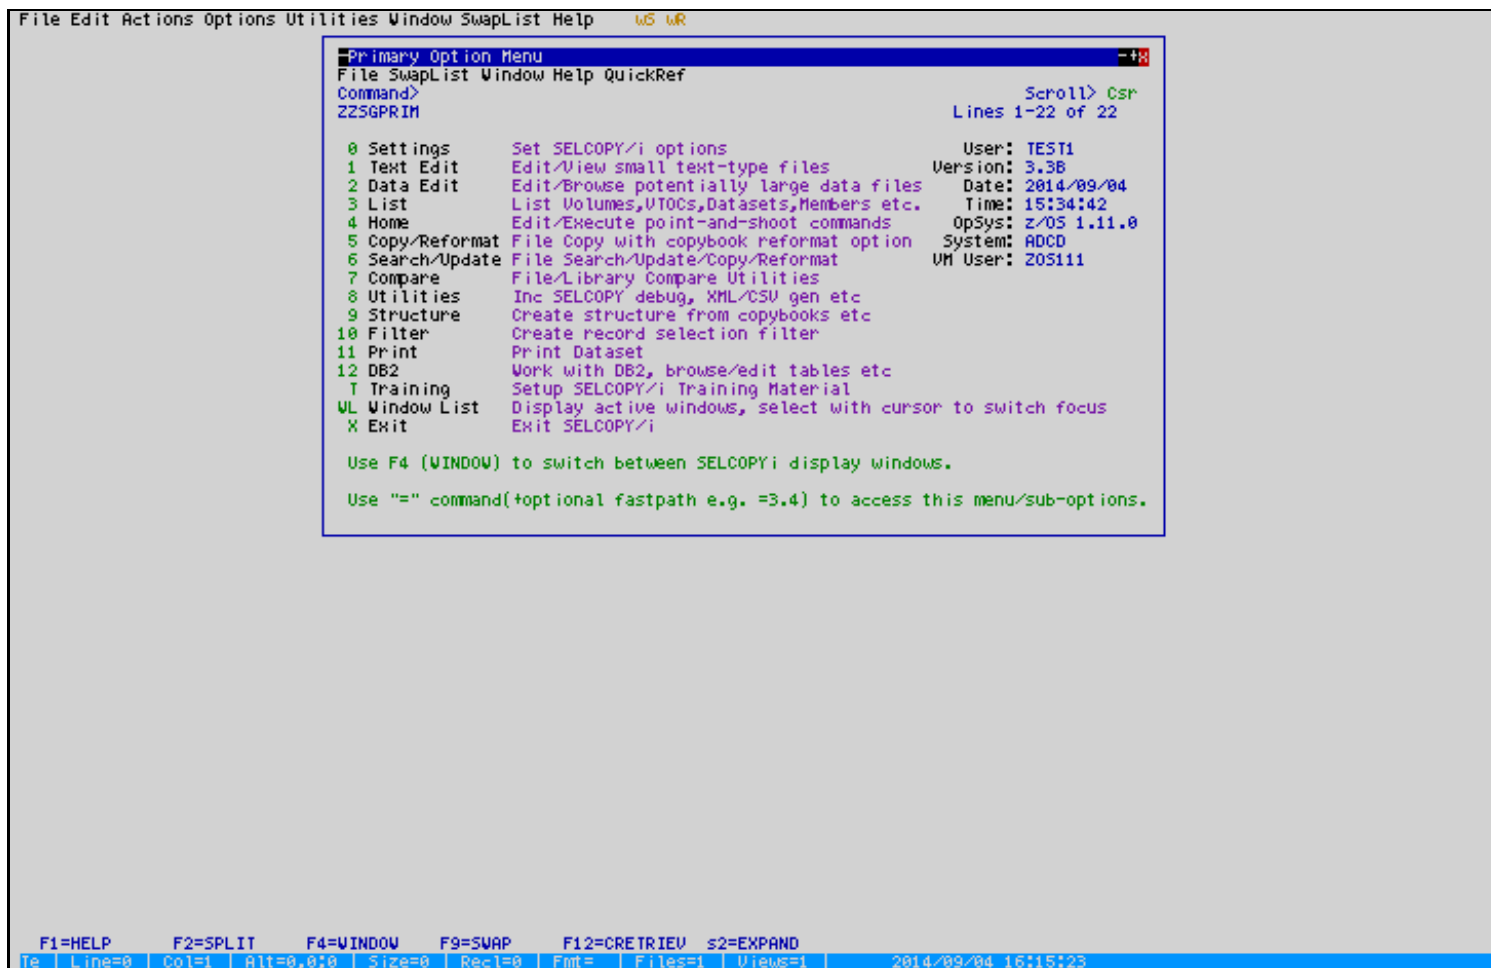 File Edit Actions Options Utilities Window SwapList Help wS wR
Primary Option Menu -+x
File SwapList Window Help QuickRef
Command> Scroll> Csr
ZZSGPRIM Lines 1-22 of 22
0 Settings Set SELCOPY/i options User: TEST1
1 Text Edit Edit/View small text-type files Version: 3.3B
2 Data Edit Edit/Browse potentially large data files Date: 2014/09/04
3 List List Volumes,VTOCs,Datasets,Members etc. Time: 15:34:42
4 Home Edit/Execute point-and-shoot commands OpSys: z/OS 1.11.0
5 Copy/Reformat File Copy with copybook reformat option System: ADCD
6 Search/Update File Search/Update/Copy/Reformat VM User: ZOS111
7 Compare File/Library Compare Utilities
8 Utilities Inc SELCOPY debug, XML/CSV gen etc
9 Structure Create structure from copybooks etc
10 Filter Create record selection filter
11 Print Print Dataset
12 DB2 Work with DB2, browse/edit tables etc
T Training Setup SELCOPY/i Training Material
WL Window List Display active windows, select with cursor to switch focus
X Exit Exit SELCOPY/i
Use F4 (WINDOW) to switch between SELCOPYi display windows.
Use "=" command(+optional fastpath e.g. =3.4) to access this menu/sub-options.
F1=HELP F2=SPLIT F4=WINDOW F9=SWAP F12=CRETRIEV s2=EXPAND
Te | Line=0 | Col=1 | Alt=0,0;0 | Size=0 | Recl=0 | Fmt= | Files=1 | Views=1 | 2014/09/04 16:15:23